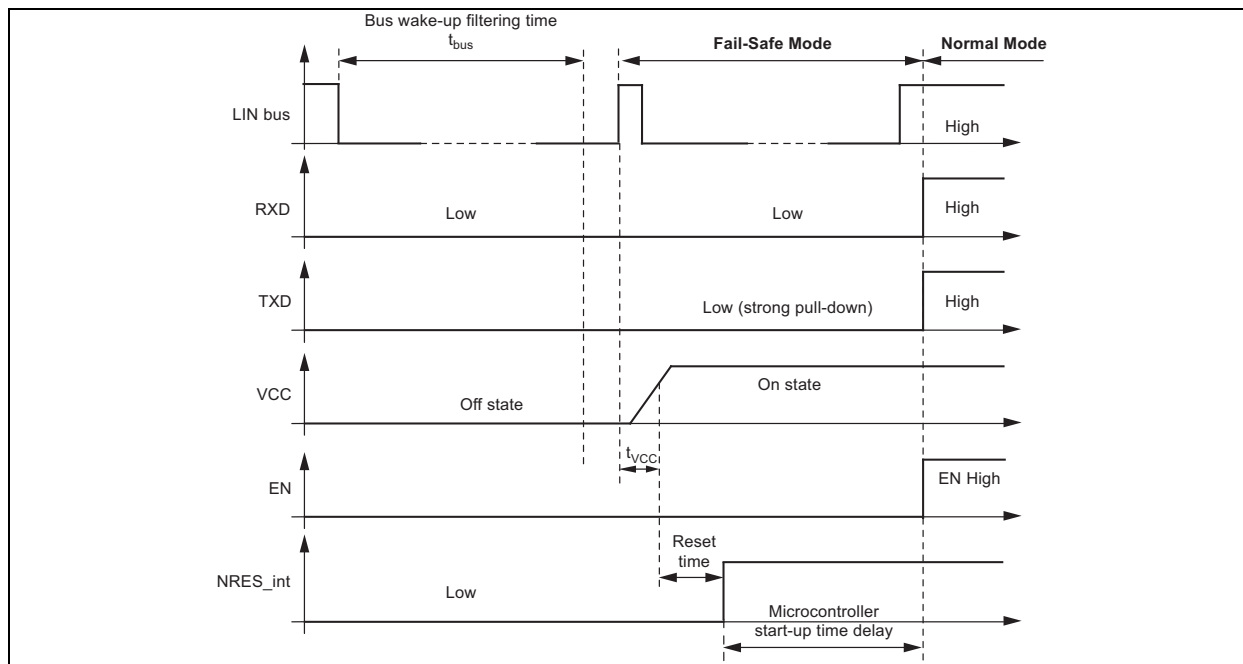 Bus wake-up filtering time
tbus
Fail-Safe Mode
Normal Mode
LIN bus
High
RXD
Low
Low
High
TXD
Low (strong pull-down)
High
VCC
Off state
On state
tVCC
EN
EN High
Reset
time
NRES_int
Low
Microcontroller
start-up time delay